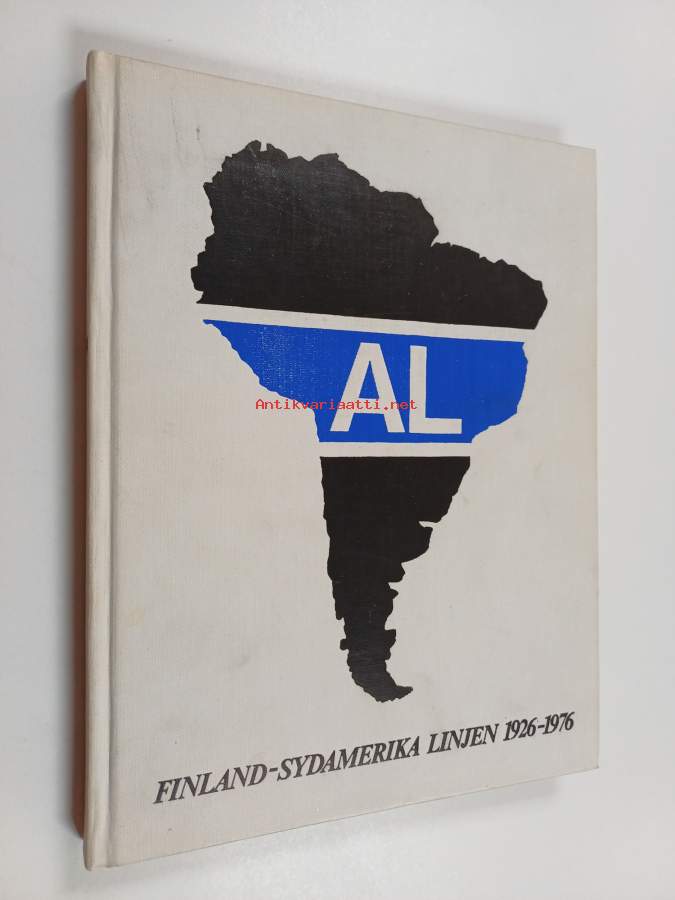 AL
Antikvariaatti.net
FINLAND-SYDAMERIKA LINJEN 1926-1976